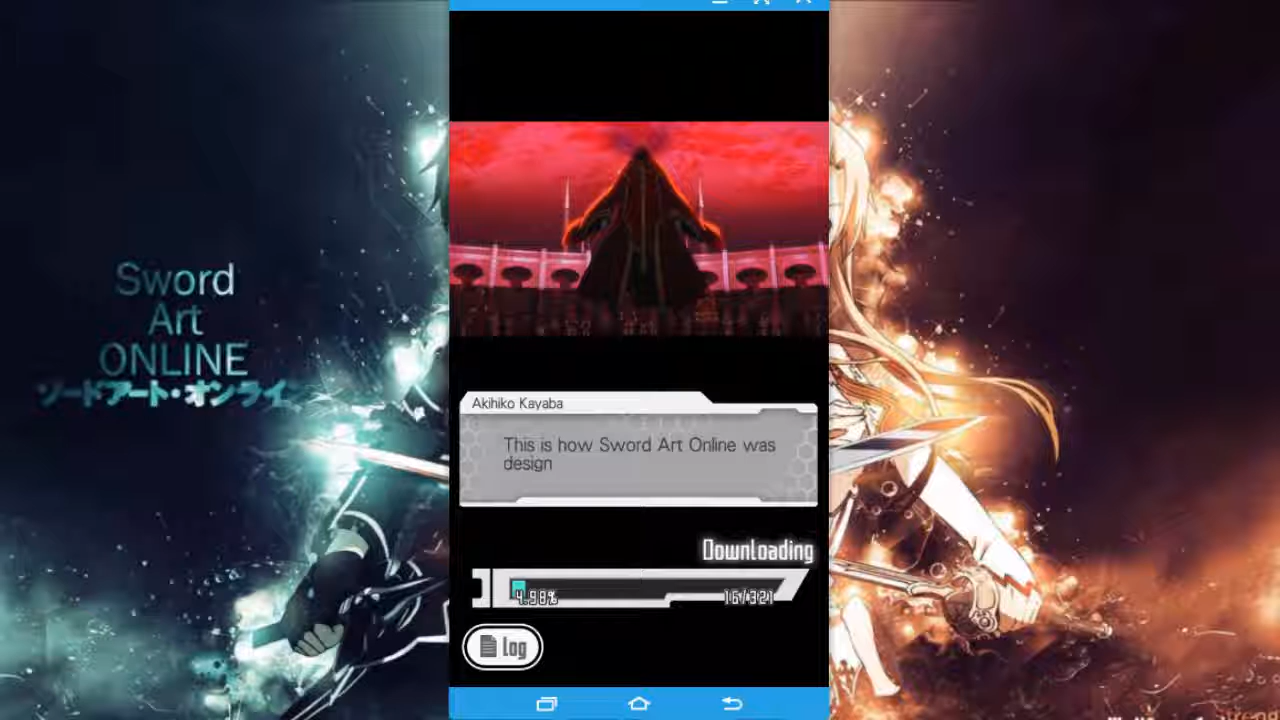 Sword
Art
ONLINE
ソードアート・オンライン
Akihiko Kayaba
This is how Sword Art Online was
design
Downloading
4.98%
16/321
log